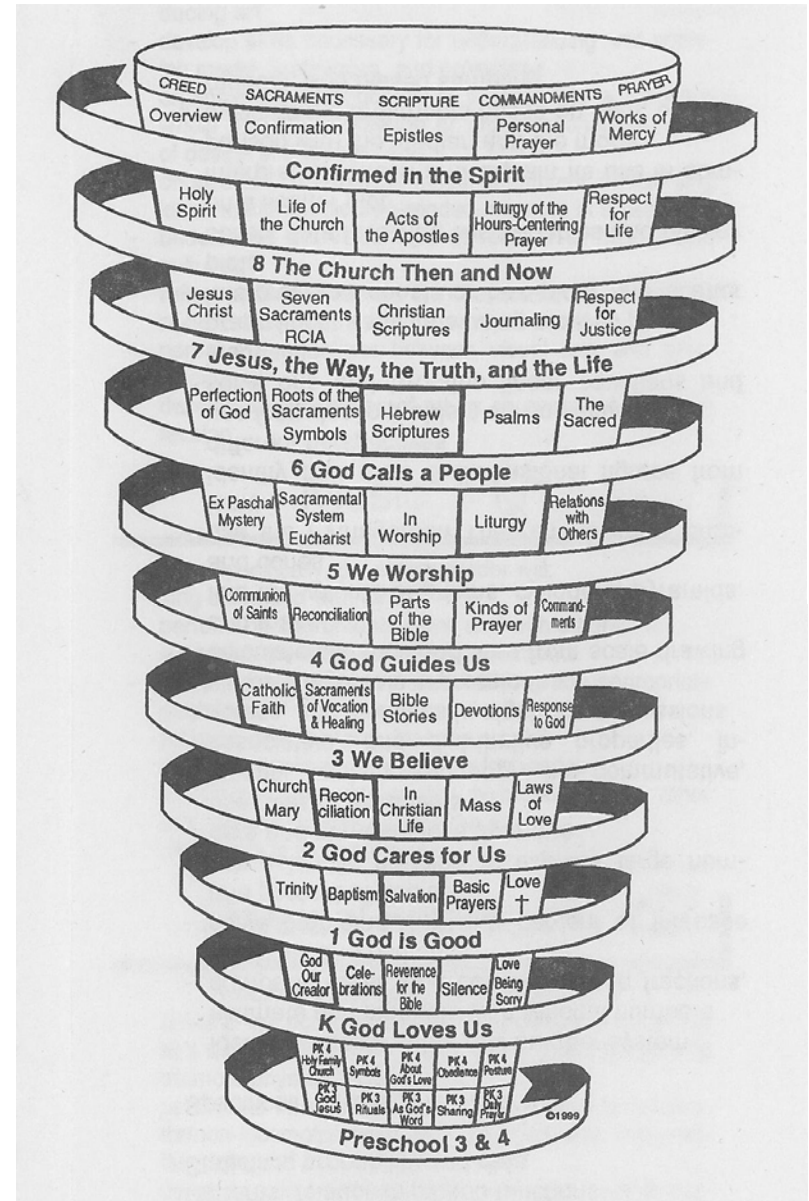 CREED SACRAMENTS SCRIPTURE COMMANDMENTS PRAYER
Overview
Confirmation
Epistles
Personal
Prayer
Works of
Mercy
Confirmed in the Spirit
Holy
Spirit
Life of
the Church
Acts of
the Apostles
Liturgy of the
Hours-Centering
Prayer
Respect
for
Life
8 The Church Then and Now
Jesus
Christ
Seven
Sacraments
RCIA
Christian
Scriptures
Journaling
Respect
for
Justice
7 Jesus, the Way, the Truth, and the Life
Perfection
of God
Roots of the
Sacraments
Symbols
Hebrew
Scriptures
Psalms
The
Sacred
6 God Calls a People
Ex Paschal
Mystery
Sacramental
System
Eucharist
In
Worship
Liturgy
Relations
with
Others
5 We Worship
Communion
of Saints
Reconciliation
Parts
of the
Bible
Kinds of
Prayer
Command-
ments
4 God Guides Us
Catholic
Faith
Sacraments
of Vocation
& Healing
Bible
Stories
Devotions
Response
to God
3 We Believe
Church
Mary
Recon-
ciliation
In
Christian
Life
Mass
Laws
of
Love
2 God Cares for Us
Trinity
Baptism
Salvation
Basic
Prayers
Love
1 God is Good
God
Our
Creator
Cele-
brations
Reverence
for the
Bible
Silence
Love
Being
Sorry
K God Loves Us
PK 4
Holy Family
Church
PK 4
Symbols
PK 4
About
God's Love
PK 4
Obedience
PK 4
Posture
PK 3
God,
Jesus
PK 3
Rituals
PK 3
As God's
Word
PK 3
Sharing
PK 3
Daily
Prayer
©1999
Preschool 3 & 4